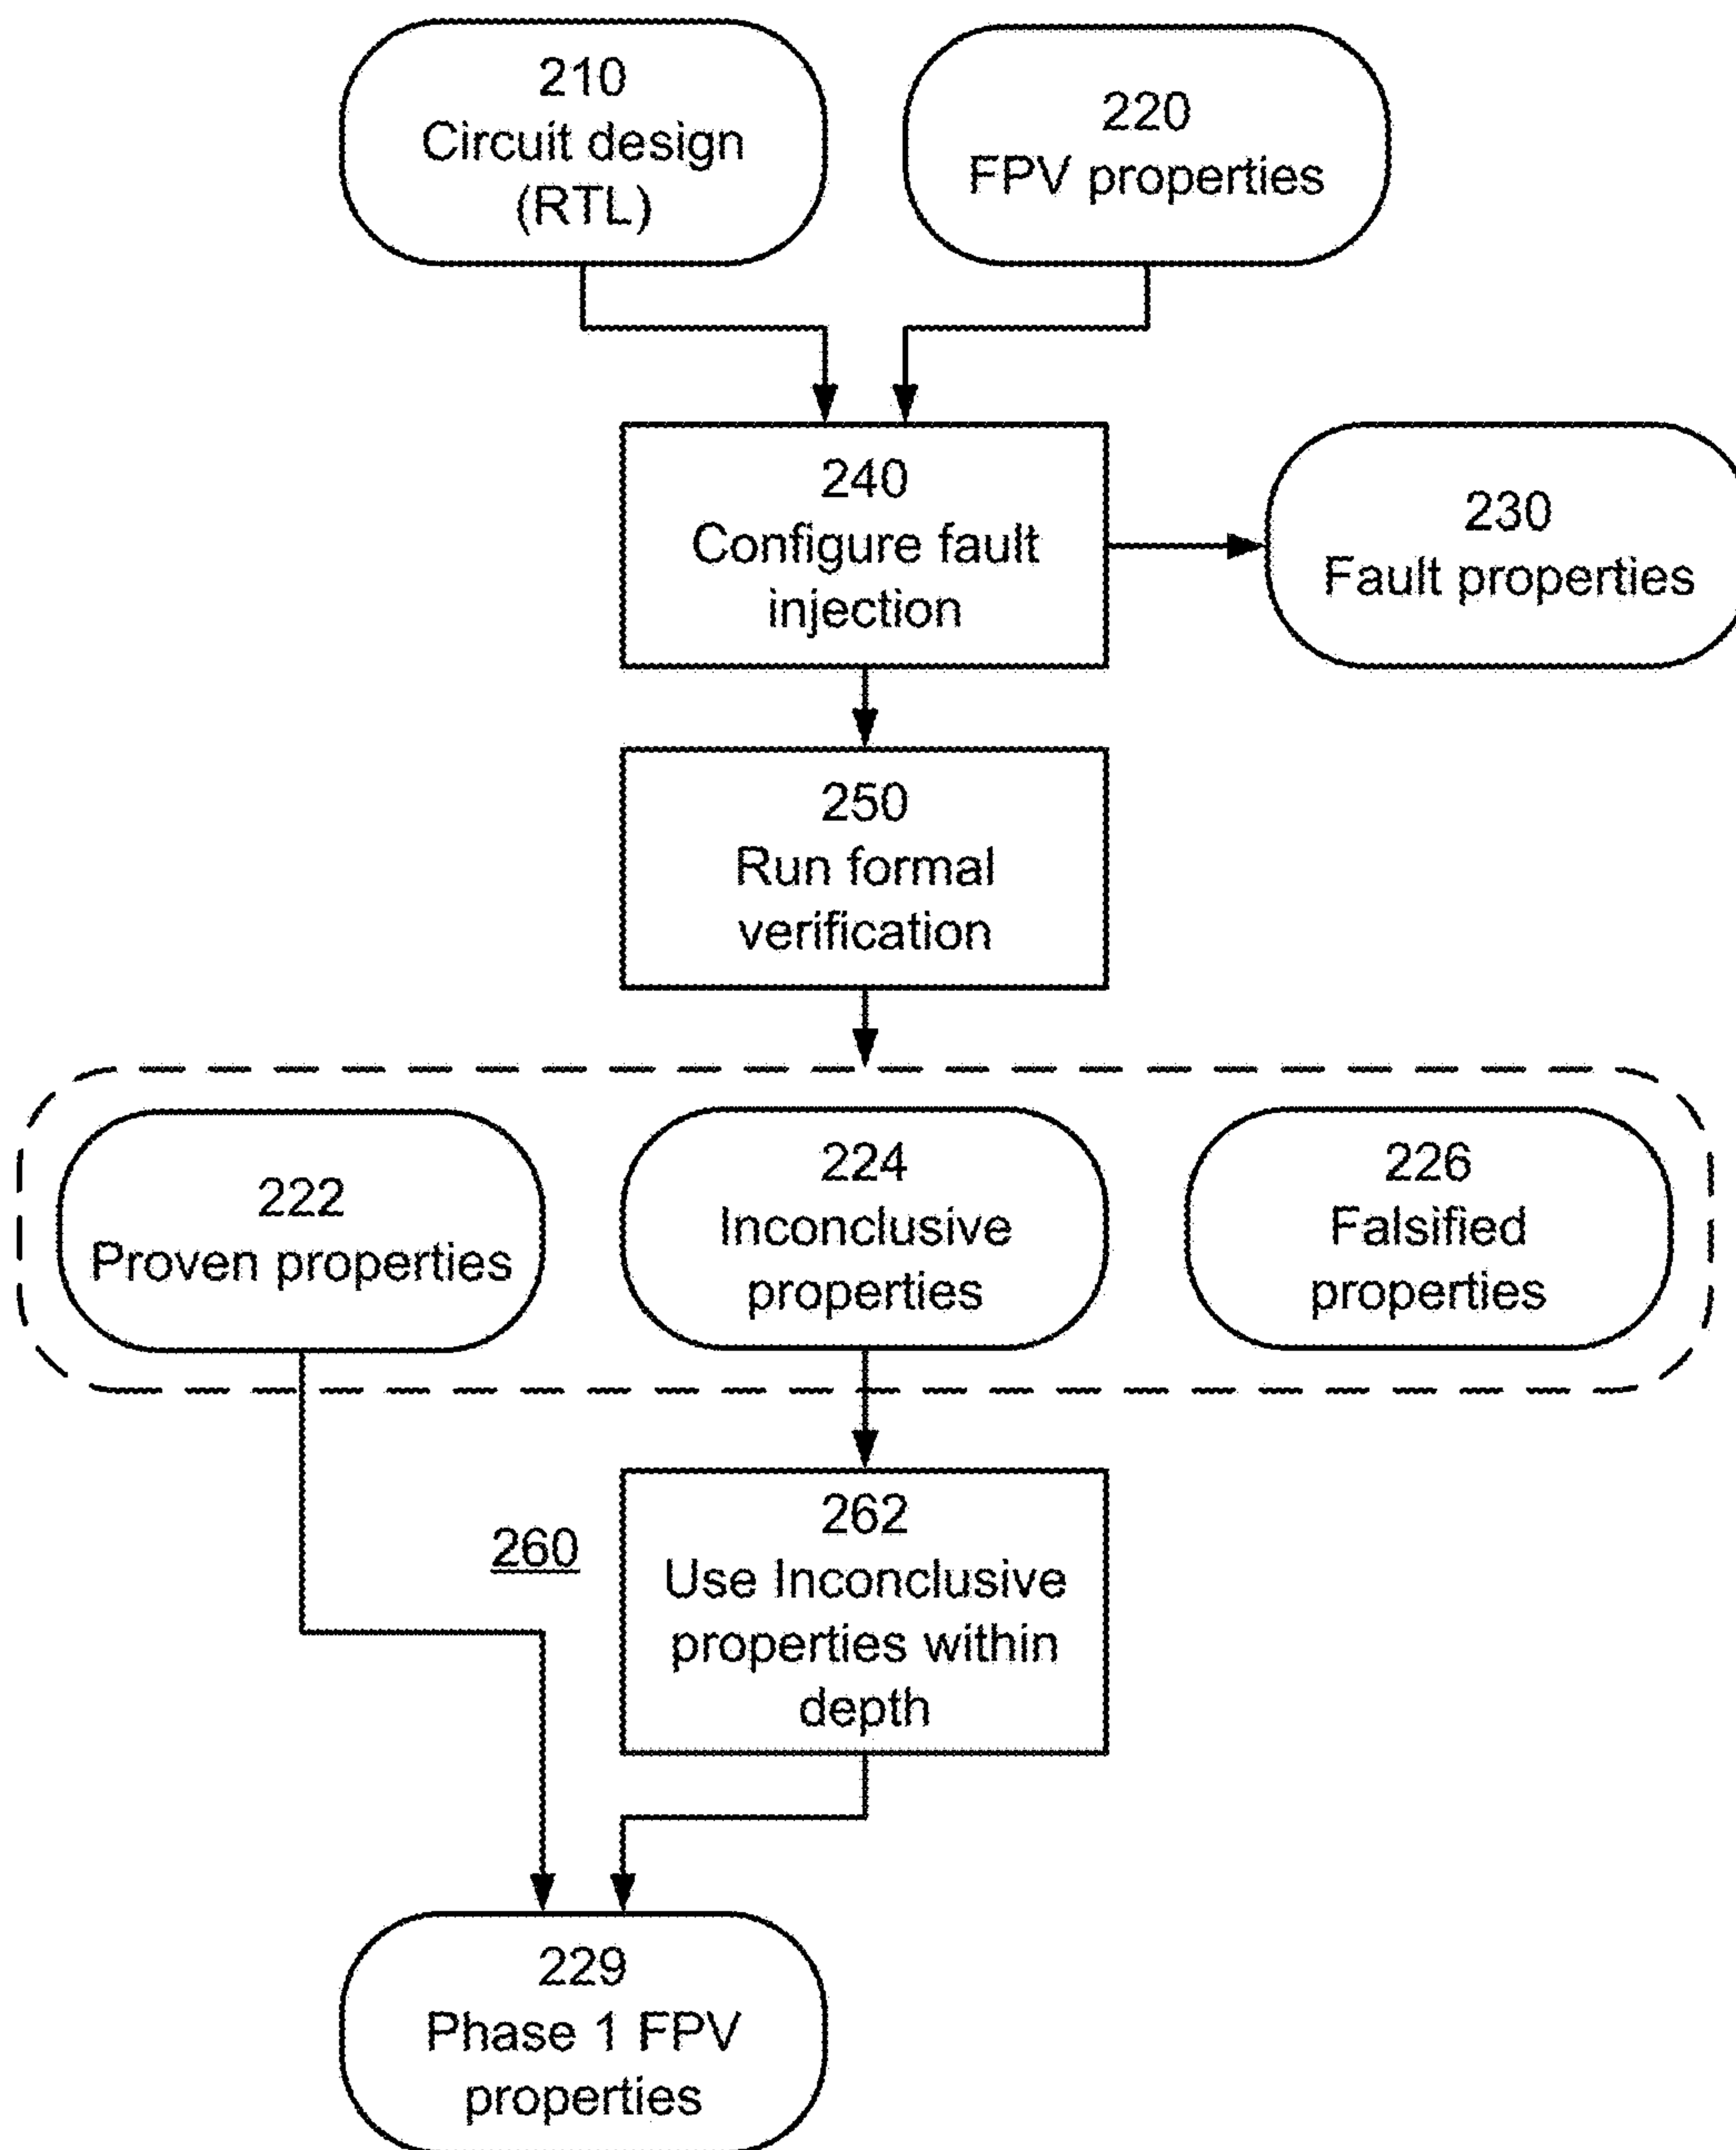 210
Circuit design
(RTL)
220
FPV properties
240
Configure fault
injection
230
Fault properties
250
Run formal
verification
222
Proven properties
224
Inconclusive
properties
226
Falsified
properties
260
262
Use Inconclusive
properties within
depth
229
Phase 1 FPV
properties